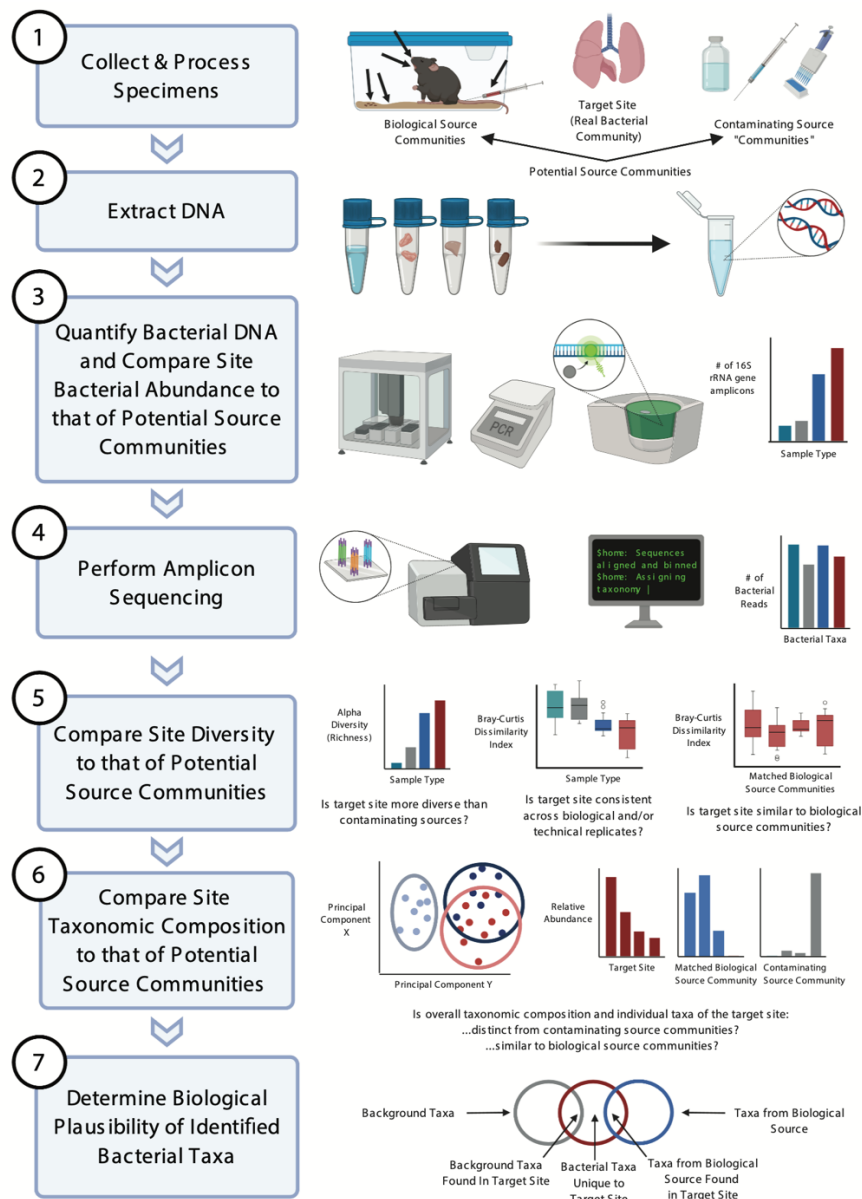 1
Collect & Process
Specimens
Biological Source
Communities
Target Site
(Real Bacterial
Community)
Contaminating Source
"Communities"
Potential Source Communities
2
Extract DNA
3
Quantify Bacterial DNA
and Compare Site
Bacterial Abundance to
that of Potential Source
Communities
PCR
# of 16S
rRNA gene
amplicons
Sample Type
4
Perform Amplicon
Sequencing
$home: Sequences
aligned and binned
$home: Assigning
taxonomy |
# of
Bacterial
Reads
Bacterial Taxa
5
Compare Site Diversity
to that of Potential
Source Communities
Alpha
Diversity
(Richness)
Sample Type
Is target site more diverse than
contaminating sources?
Bray-Curtis
Dissimilarity
Index
Sample Type
Is target site consistent
across biological and/or
technical replicates?
Bray-Curtis
Dissimilarity
Index
Matched Biological
Source Communities
Is target site similar to biological
source communities?
6
Compare Site
Taxonomic Composition
to that of Potential
Source Communities
Principal
Component
X
Principal Component Y
Relative
Abundance
Target Site
Matched Biological
Source Community
Contaminating
Source Community
Is overall taxonomic composition and individual taxa of the target site:
...distinct from contaminating source communities?
...similar to biological source communities?
7
Determine Biological
Plausibility of Identified
Bacterial Taxa
Background Taxa
Taxa from Biological
Source
Background Taxa
Found In Target Site
Bacterial Taxa
Unique to
Target Site
Taxa from Biological
Source Found
in Target Site